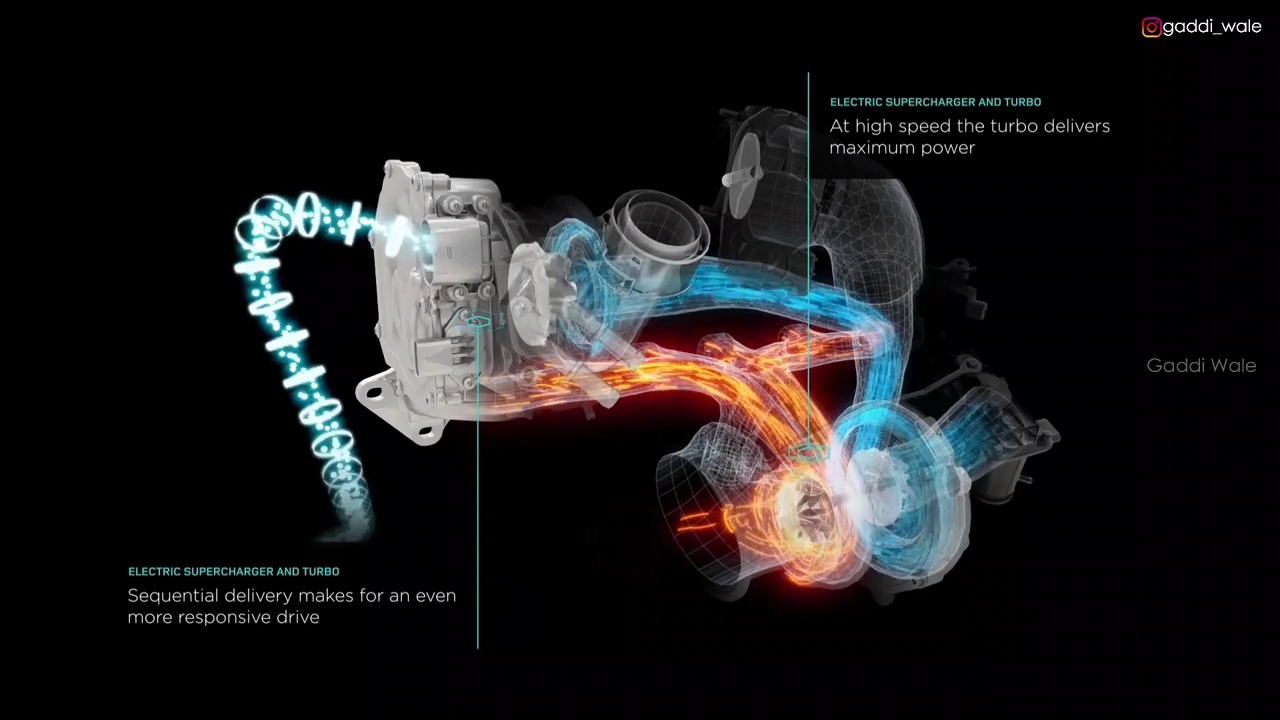 gaddi_wale
ELECTRIC SUPERCHARGER AND TURBO
At high speed the turbo delivers
maximum power
Gaddi Wale
ELECTRIC SUPERCHARGER AND TURBO
Sequential delivery makes for an even
more responsive drive